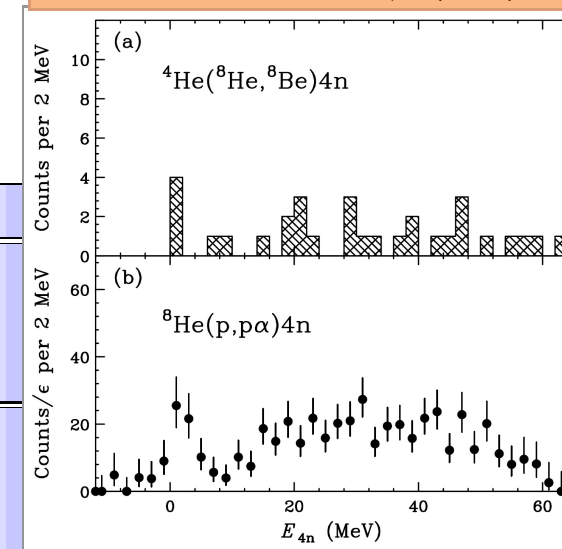 (a)
⁴He(⁸He,⁸Be)4n
Counts per 2 MeV
10
8
6
4
2
0
(b)
⁸He(p,pα)4n
Counts/ϵ per 2 MeV
60
40
20
0
0 20 40 60
E₄ₙ (MeV)